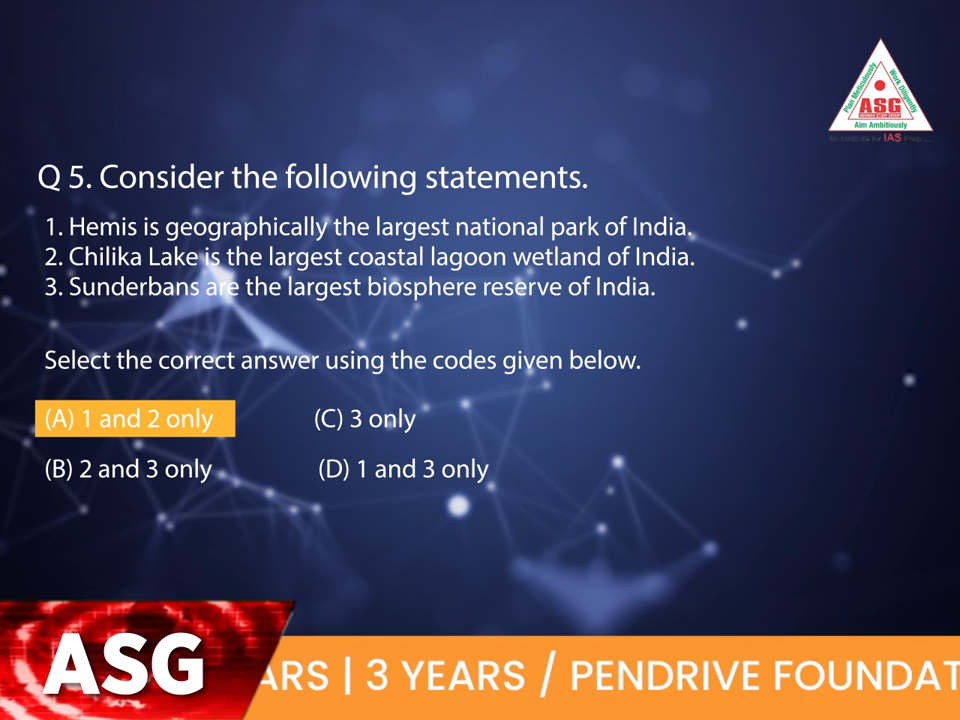 Plan Meticulously
Work Diligently
ASG
Aim Ambitiously
IAS
Q 5. Consider the following statements.
1. Hemis is geographically the largest national park of India.
2. Chilika Lake is the largest coastal lagoon wetland of India.
3. Sunderbans are the largest biosphere reserve of India.
Select the correct answer using the codes given below.
(A) 1 and 2 only (C) 3 only
(B) 2 and 3 only (D) 1 and 3 only
ASG
ARS | 3 YEARS / PENDRIVE FOUNDAT